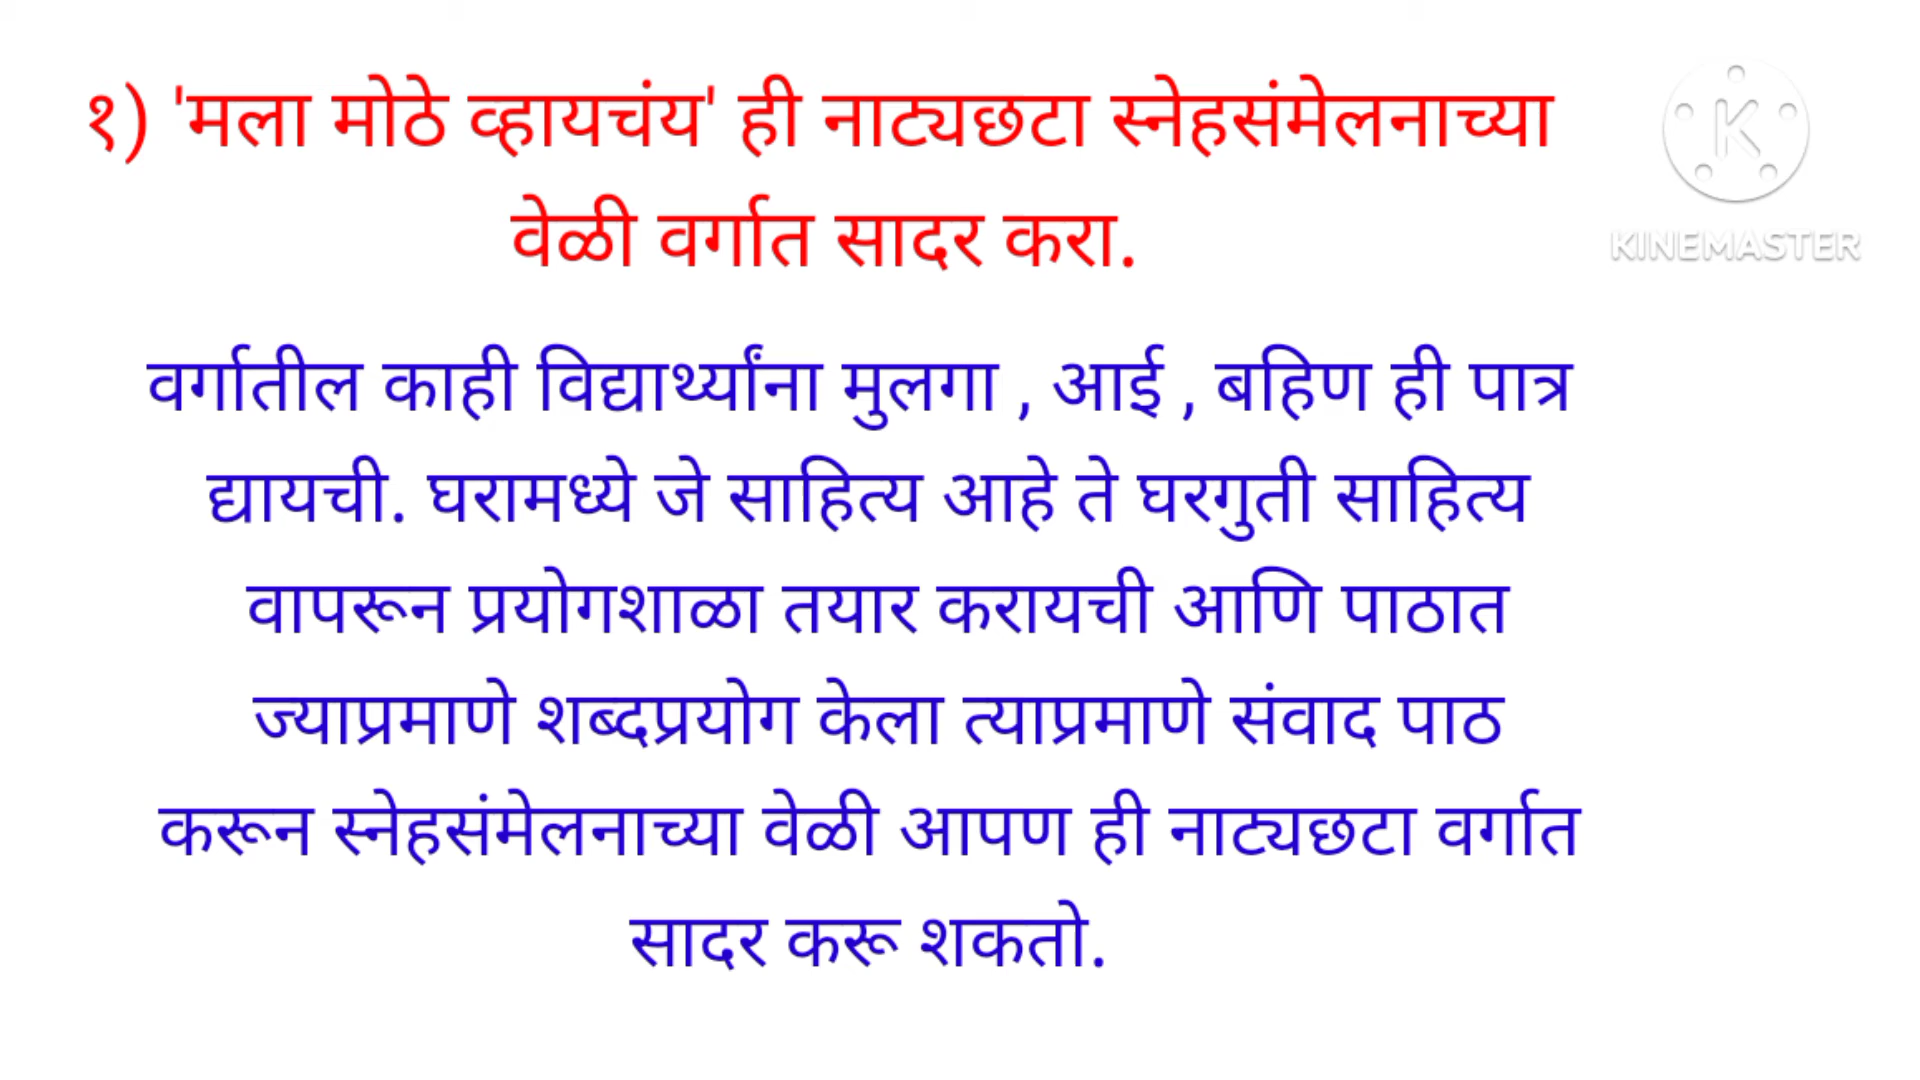 १) 'मला मोठे व्हायचंय' ही नाट्यछटा स्नेहसंमेलनाच्या
वेळी वर्गात सादर करा.
KINEMASTER
वर्गातील काही विद्यार्थ्यांना मुलगा , आई , बहिण ही पात्र
द्यायची. घरामध्ये जे साहित्य आहे ते घरगुती साहित्य
वापरून प्रयोगशाळा तयार करायची आणि पाठात
ज्याप्रमाणे शब्दप्रयोग केला त्याप्रमाणे संवाद पाठ
करून स्नेहसंमेलनाच्या वेळी आपण ही नाट्यछटा वर्गात
सादर करू शकतो.